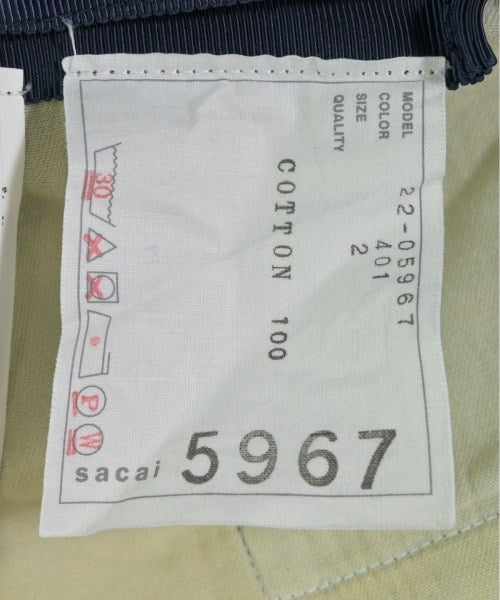 MODEL 22-05967
COLOR 401
SIZE 2
QUALITY
COTTON 100
30
P
W
sacai 5967